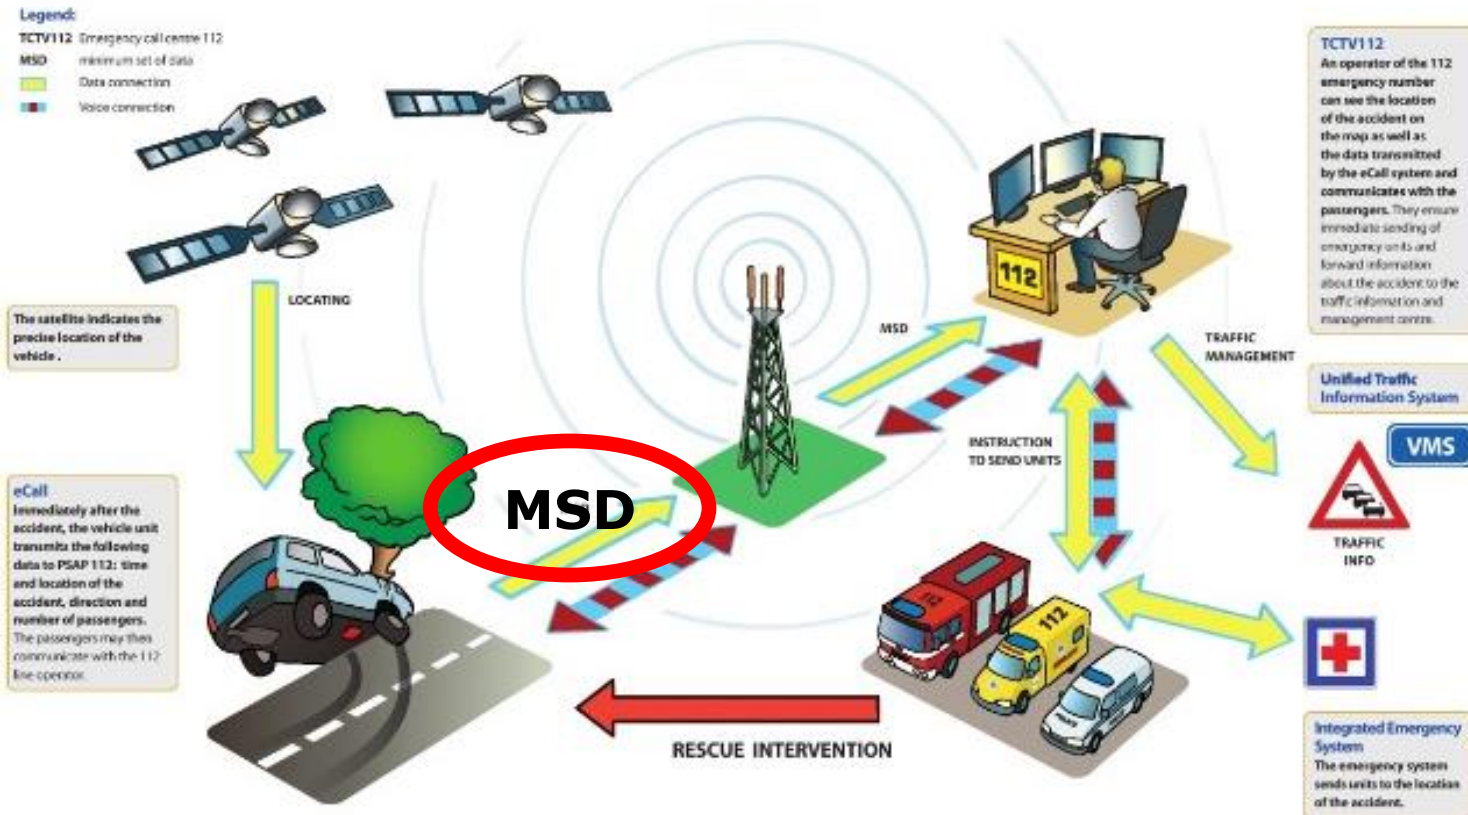 Legend:
TCTV112 Emergency call centre 112
MSD minimum set of data
Data connection
Voice connection
TCTV112
An operator of the 112
emergency number
can see the location
of the accident on
the map as well as
the data transmitted
by the eCall system and
communicates with the
passengers. They ensure
immediate sending of
emergency units and
forward information
about the accident to the
traffic information and
management centre.
112
LOCATING
The satellite indicates the
precise location of the
vehicle .
MSD
TRAFFIC
MANAGEMENT
Unified Traffic
Information System
VMS
INSTRUCTION
TO SEND UNITS
eCall
Immediately after the
accident, the vehicle unit
transmits the following
data to PSAP 112: time
and location of the
accident, direction and
number of passengers.
The passengers may then
communicate with the 112
line operator.
MSD
TRAFFIC
INFO
112
112
POLICE
RESCUE INTERVENTION
Integrated Emergency
System
The emergency system
sends units to the location
of the accident.